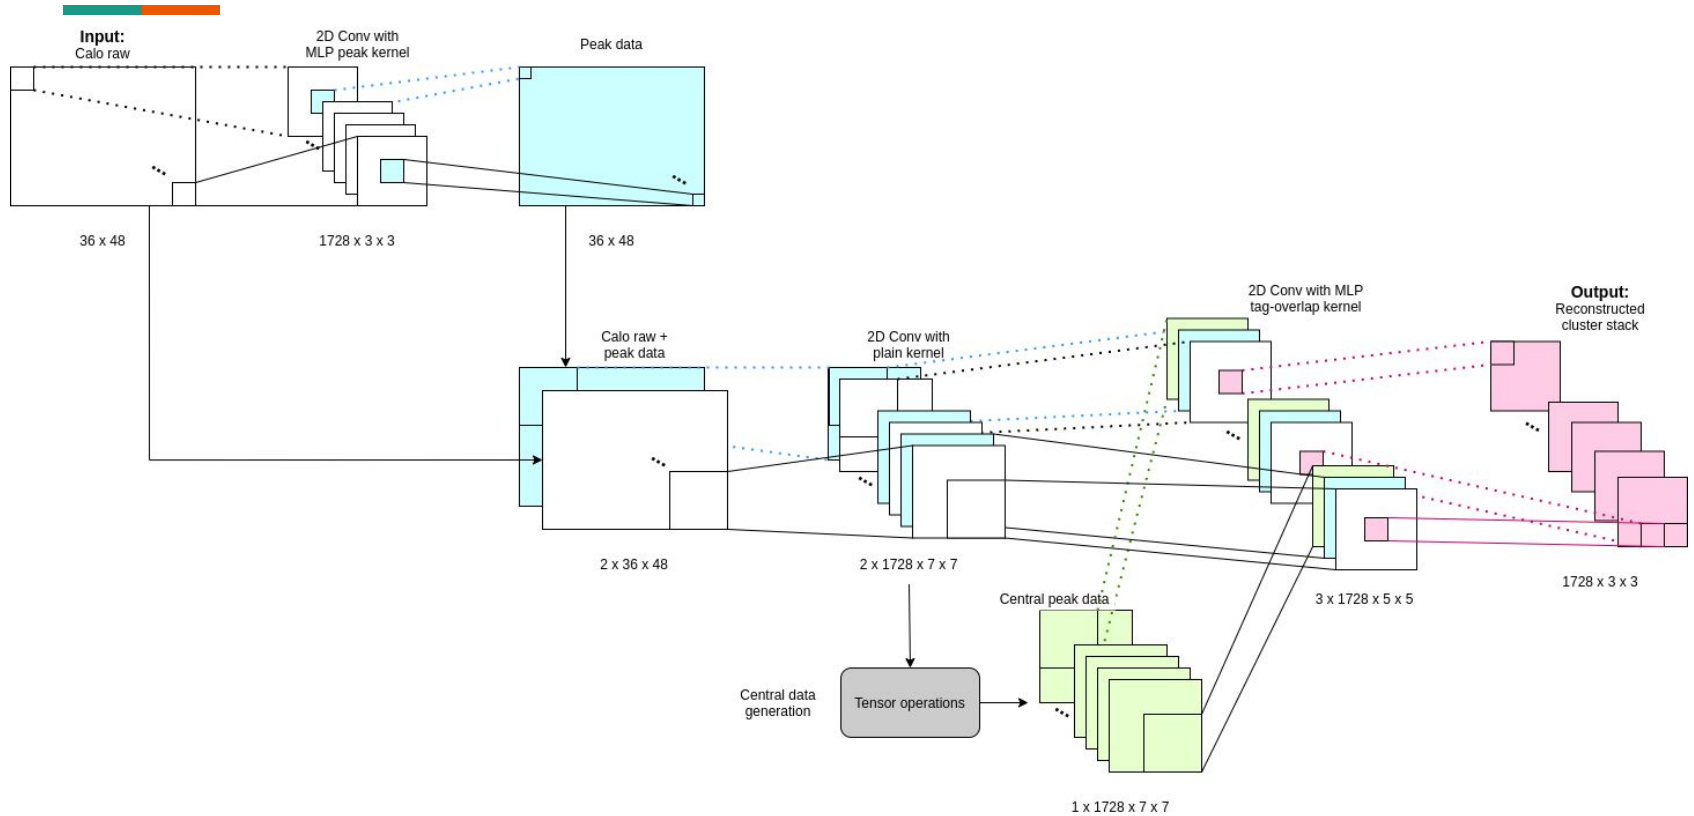 Input:
Calo raw
2D Conv with
MLP peak kernel
Peak data
36 x 48
1728 x 3 x 3
36 x 48
Calo raw +
peak data
2D Conv with
plain kernel
2D Conv with MLP
tag-overlap kernel
Output:
Reconstructed
cluster stack
2 x 36 x 48
2 x 1728 x 7 x 7
1728 x 3 x 3
3 x 1728 x 5 x 5
Central peak data
Central data
generation
Tensor operations
1 x 1728 x 7 x 7